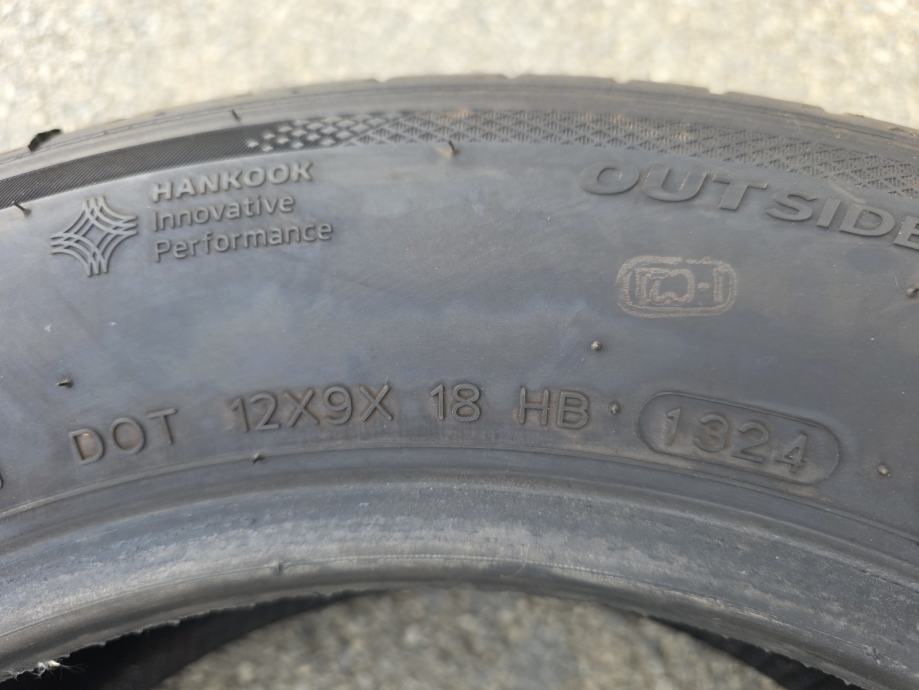 HANKOOK
Innovative
Performance
OUTSIDE
DOT 12X9X 18 HB 1324